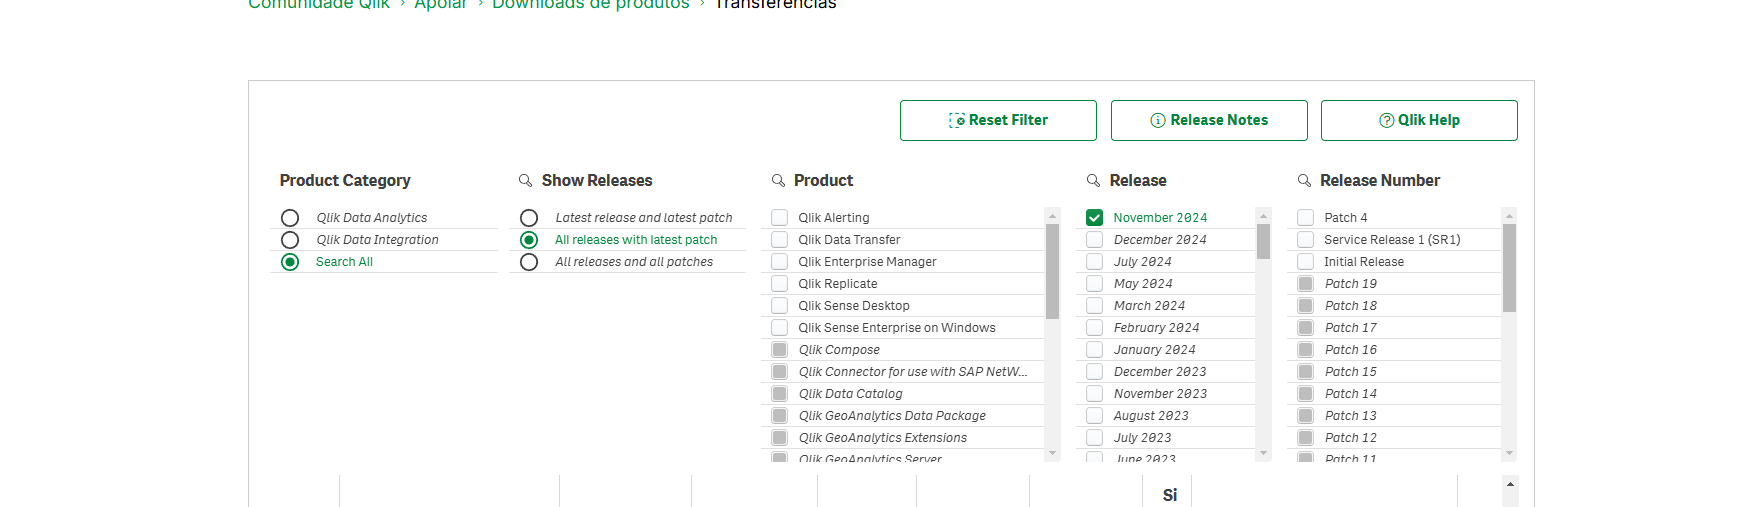 Comunidade Qlik › Apoiar › Downloads de produtos › Transferências
Reset Filter
Release Notes
Qlik Help
Product Category
Qlik Data Analytics
Qlik Data Integration
Search All
Show Releases
Latest release and latest patch
All releases with latest patch
All releases and all patches
Product
Qlik Alerting
Qlik Data Transfer
Qlik Enterprise Manager
Qlik Replicate
Qlik Sense Desktop
Qlik Sense Enterprise on Windows
Qlik Compose
Qlik Connector for use with SAP NetW...
Qlik Data Catalog
Qlik GeoAnalytics Data Package
Qlik GeoAnalytics Extensions
Qlik GeoAnalytics Server
Release
November 2024
December 2024
July 2024
May 2024
March 2024
February 2024
January 2024
December 2023
November 2023
August 2023
July 2023
June 2023
Release Number
Patch 4
Service Release 1 (SR1)
Initial Release
Patch 19
Patch 18
Patch 17
Patch 16
Patch 15
Patch 14
Patch 13
Patch 12
Patch 11
Si